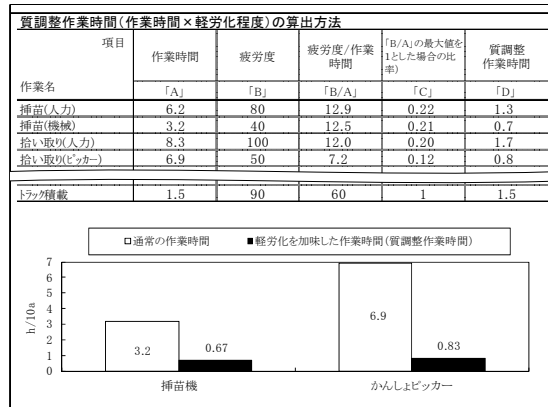 質調整作業時間(作業時間×軽労化程度)の算出方法
項目
作業名
作業時間
疲労度
疲労度/作業
時間
「B/A」の最大値を
1とした場合の比
率)
質調整
作業時間
「A」 「B」 「B/A」 「C」 「D」
挿苗(人力) 6.2 80 12.9 0.22 1.3
挿苗(機械) 3.2 40 12.5 0.21 0.7
拾い取り(人力) 8.3 100 12.0 0.20 1.7
拾い取り(ピッカー) 6.9 50 7.2 0.12 0.8
トラック積載 1.5 90 60 1 1.5
□通常の作業時間 ■軽労化を加味した作業時間(質調整作業時間)
h/10a
7
6
5
4
3
2
1
0
3.2 0.67 6.9 0.83
挿苗機 かんしょピッカー